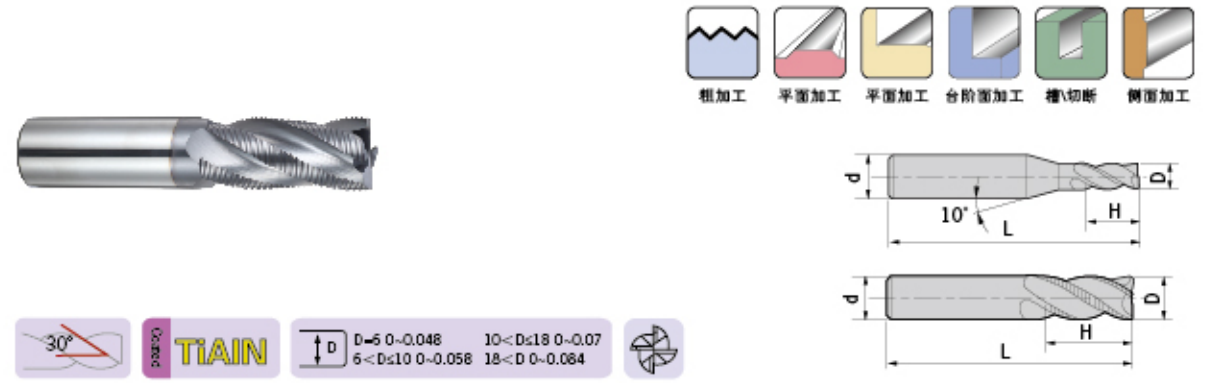 粗加工 平面加工 平面加工 台阶面加工 槽\切断 侧面加工
d
10°
L
H
D
d
L
H
D
30°
Coated
TiAlN
D
D=6 0~0.048 10<D≤18 0~0.07
6<D≤10 0~0.058 18<D 0~0.084